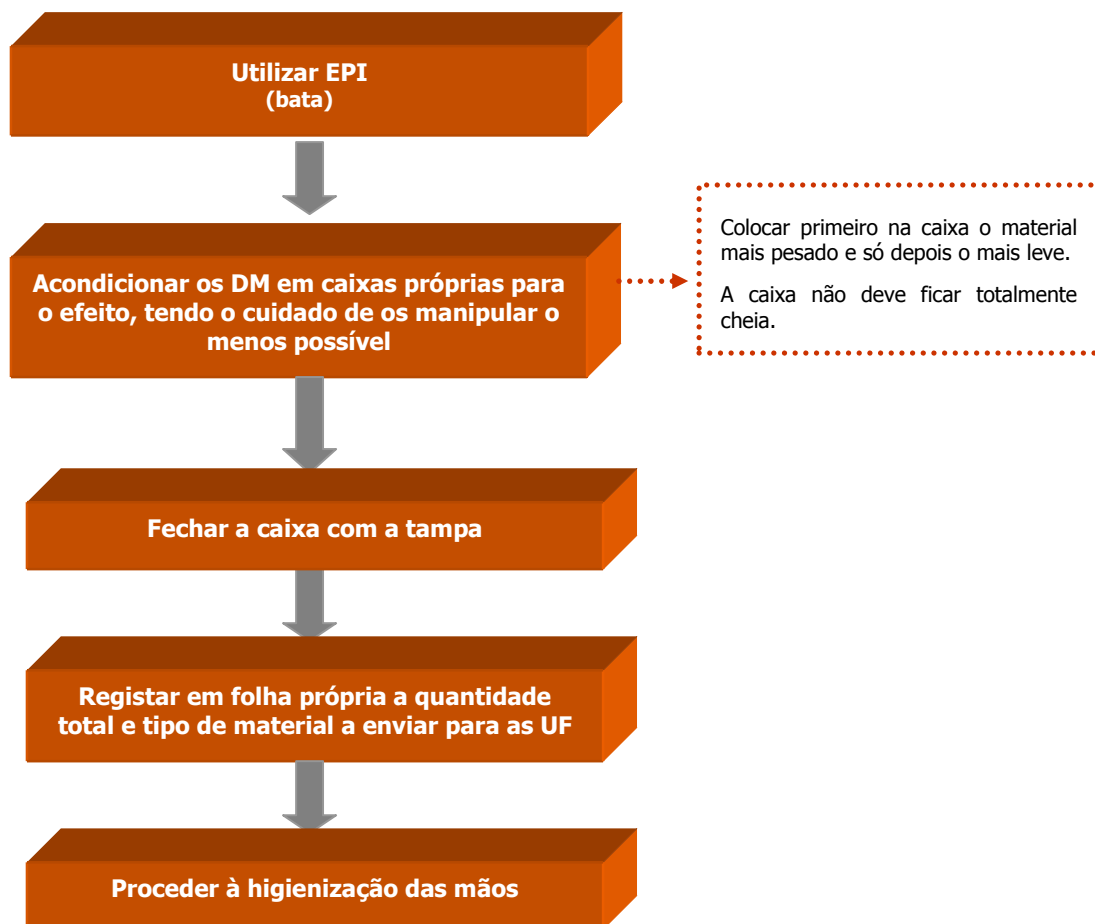 Utilizar EPI
(bata)
Acondicionar os DM em caixas próprias para
o efeito, tendo o cuidado de os manipular o
menos possível
Colocar primeiro na caixa o material
mais pesado e só depois o mais leve.
A caixa não deve ficar totalmente
cheia.
Fechar a caixa com a tampa
Registar em folha própria a quantidade
total e tipo de material a enviar para as UF
Proceder à higienização das mãos